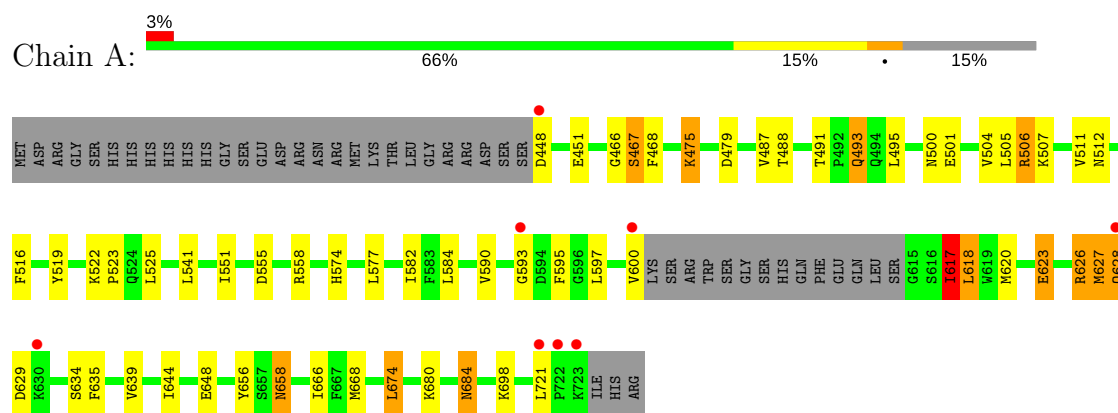 3%
Chain A:
66% 15% • 15%
MET ASP ARG GLY SER HIS HIS HIS HIS HIS HIS GLY SER GLU ASP ARG ASN ARG MET LYS THR LEU GLY ARG ARG ASP SER SER D448 E451 G466 S467 F468 K475 D479 V487 T488 T491 P492 Q493 Q494 L495 N500 E501 V504 L505 R506 K507 V511 N512
F516 Y519 K522 P523 Q524 L525 L541 I551 D555 R558 H574 L577 I582 F583 L584 V590 G593 D594 F595 G596 L597 V600 LYS SER ARG TRP SER GLY SER HIS GLN PHE GLU GLN LEU SER G615 S616 I617 L618 W619 M620 E623 R626 M627 Q628
D629 K630 S634 F635 V639 I644 E648 Y656 S657 N658 I666 F667 M668 L674 K680 N684 K698 L721 P722 K723 ILE HIS ARG